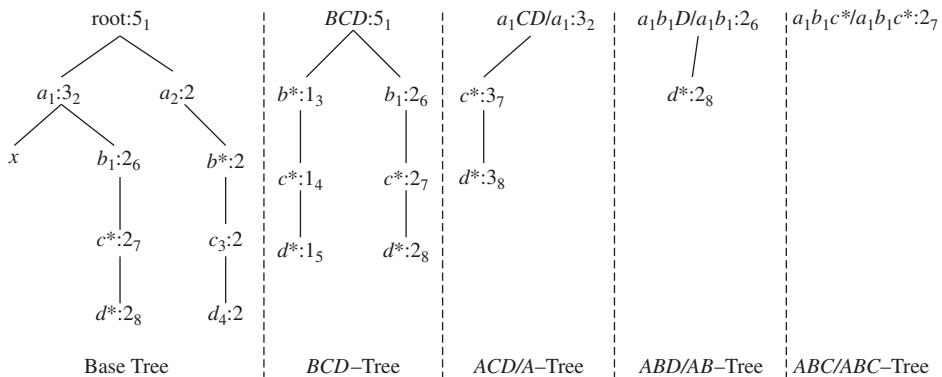 root:5₁ BCD:5₁ a₁CD/a₁:3₂ a₁b₁D/a₁b₁:2₆ a₁b₁c*/a₁b₁c*:2₇
a₁:3₂ a₂:2 b*:1₃ b₁:2₆ c*:3₇ d*:2₈
x b₁:2₆ b*:2 c*:1₄ c*:2₇ d*:3₈
c*:2₇ c₃:2 d*:1₅ d*:2₈
d*:2₈ d₄:2
Base Tree BCD–Tree ACD/A–Tree ABD/AB–Tree ABC/ABC–Tree